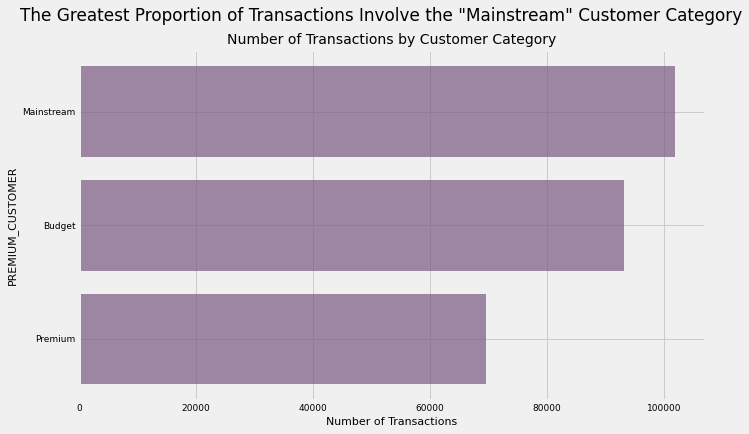 The Greatest Proportion of Transactions Involve the "Mainstream" Customer Category
Number of Transactions by Customer Category
PREMIUM_CUSTOMER
Mainstream
Budget
Premium
0 20000 40000 60000 80000 100000
Number of Transactions